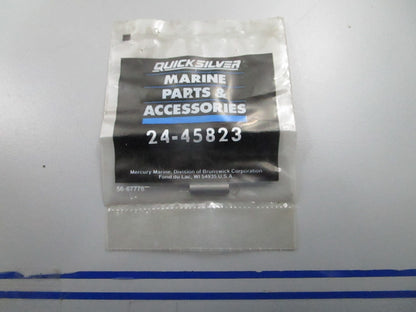 QUICKSILVER
MARINE
PARTS &
ACCESSORIES
24-45823
Mercury Marine, Division of Brunswick Corporation
Fond du Lac, WI 54935 U.S.A.